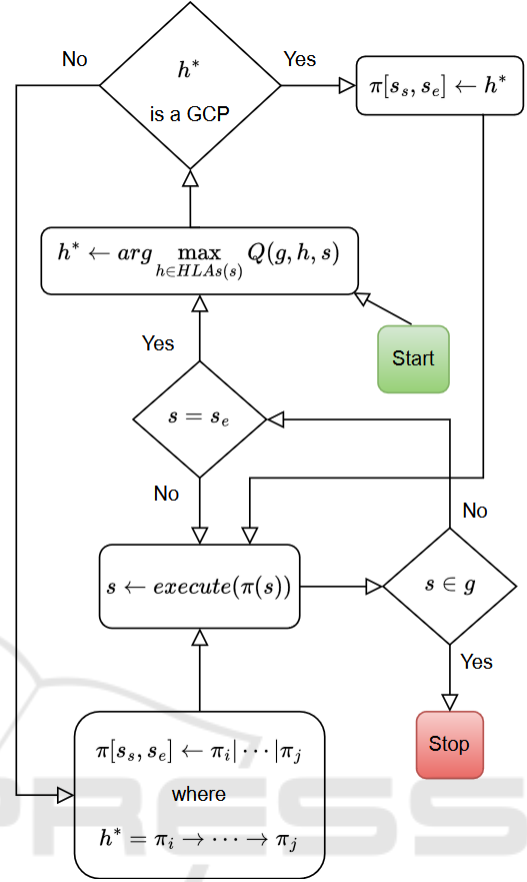 No
h*
is a GCP
Yes
π[s_s, s_e] ← h*
h* ← arg max_{h∈HLAs(s)} Q(g, h, s)
Start
Yes
s = s_e
No
No
s ← execute(π(s))
s ∈ g
Yes
π[s_s, s_e] ← π_i| ⋯ |π_j
where
h* = π_i → ⋯ → π_j
Stop
PRESS